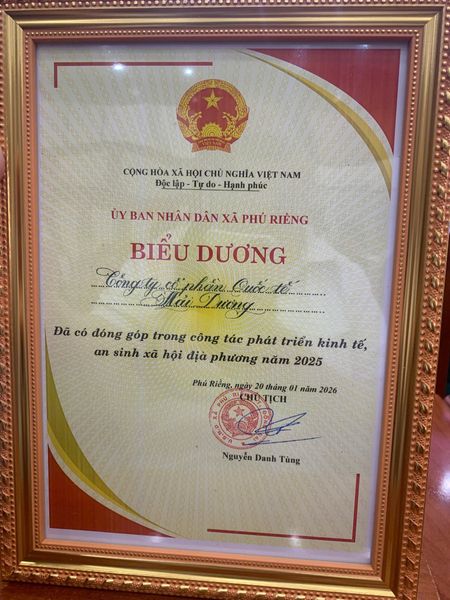 CỘNG HÒA XÃ HỘI CHỦ NGHĨA VIỆT NAM
Độc lập - Tự do - Hạnh phúc
ỦY BAN NHÂN DÂN XÃ PHÚ RIỀNG
BIỂU DƯƠNG
Công ty cổ phần Quốc tế
Mùi Dương
Đã có đóng góp trong công tác phát triển kinh tế,
an sinh xã hội địa phương năm 2025
Phú Riềng, ngày 20 tháng 01 năm 2026
CHỦ TỊCH
Nguyễn Danh Tùng